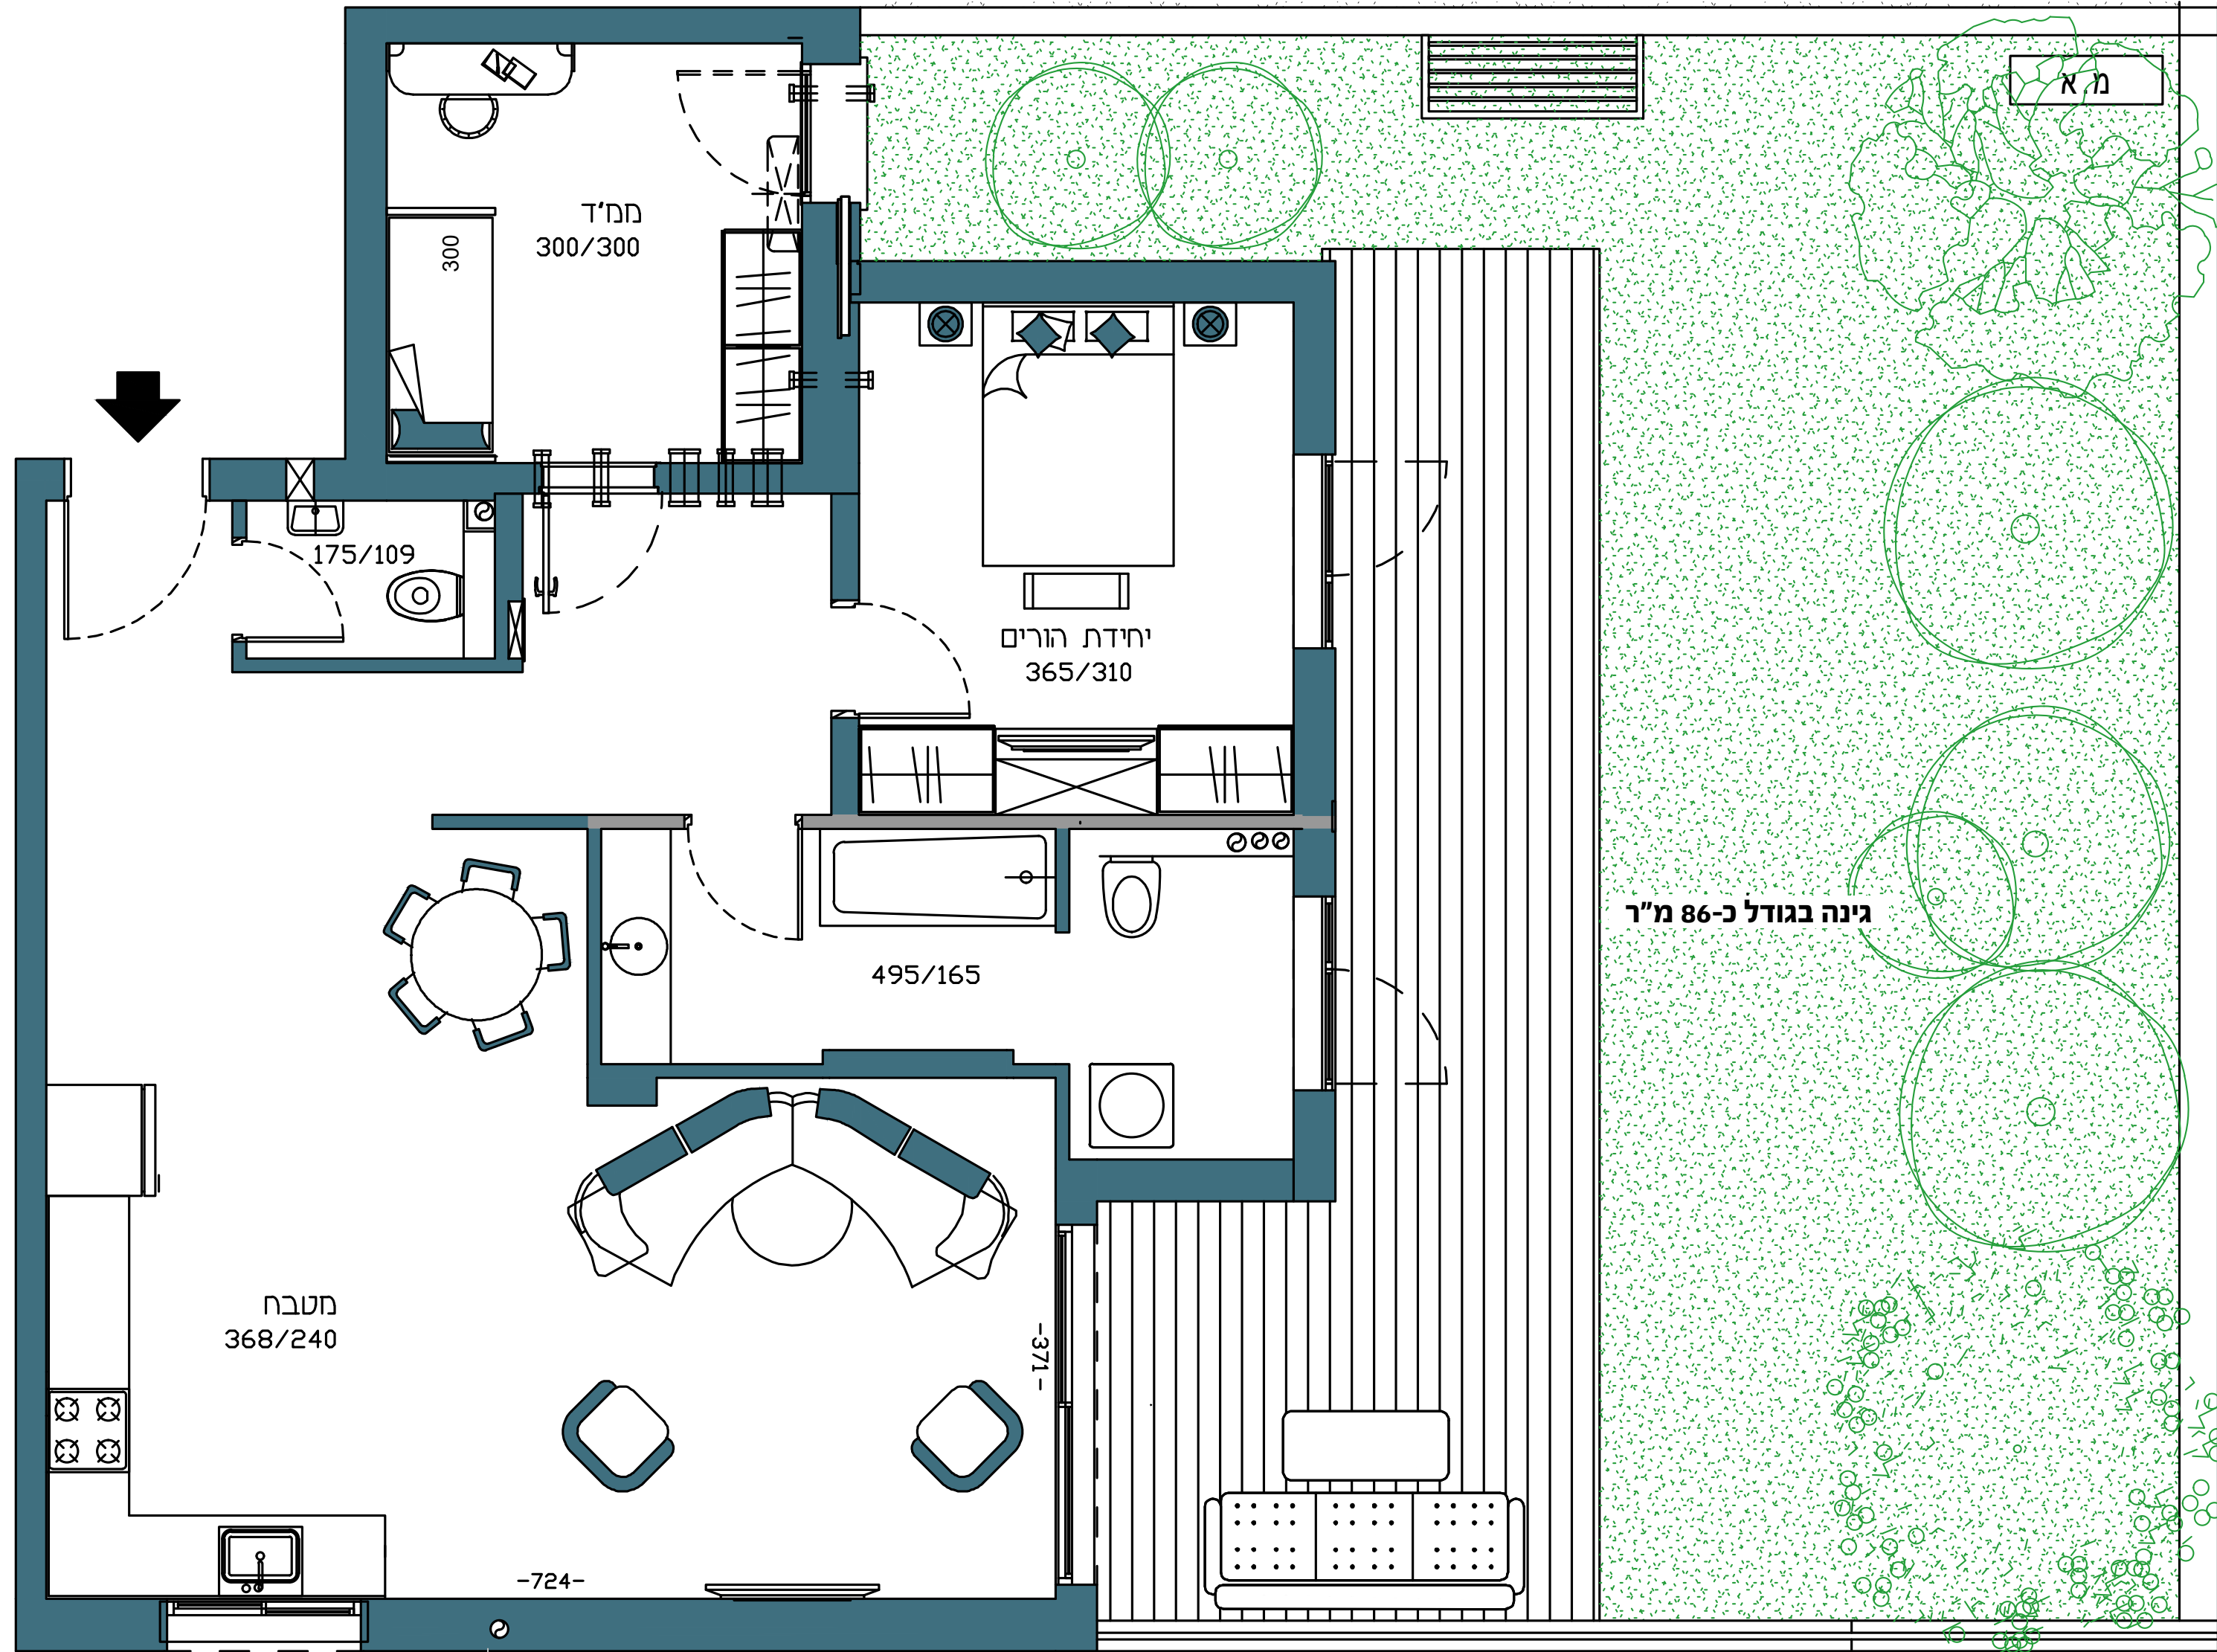 מ.א
ממ'ד
300/300
300
175/109
יחידת הורים
365/310
גינה בגודל כ-86 מ"ר
495/165
מטבח
368/240
-371-
-724-